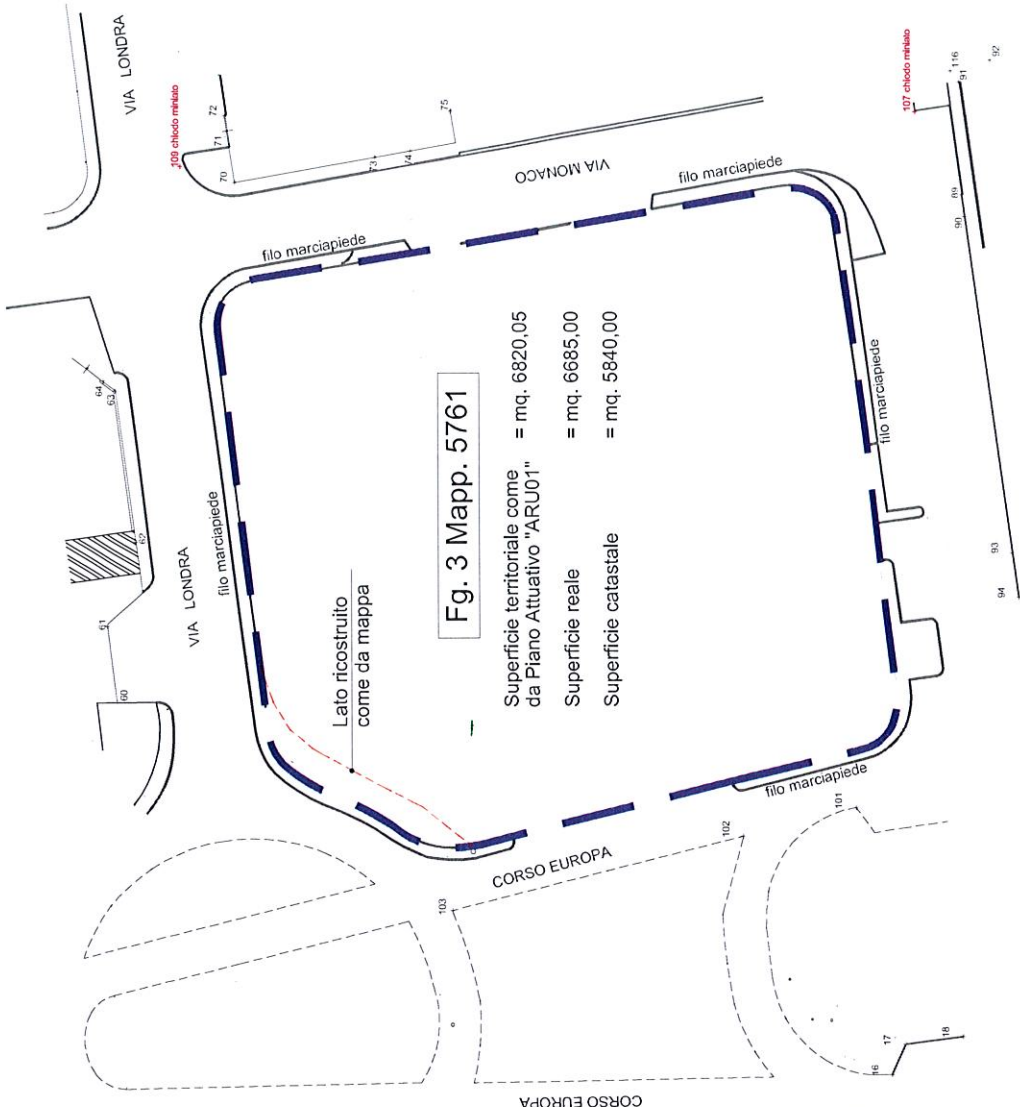 VIA LONDRA
109 chiodo miniato
72
71
70
73
74
75
VIA MONACO
107 chiodo miniato
116
91
92
89
90
filo marciapiede
filo marciapiede
64
63
62
61
60
VIA LONDRA
filo marciapiede
Lato ricostruito
come da mappa
Fg. 3 Mapp. 5761
Superficie territoriale come
da Piano Attuativo "ARU01" = mq. 6820,05
Superficie reale = mq. 6685,00
Superficie catastale = mq. 5840,00
filo marciapiede
93
94
filo marciapiede
CORSO EUROPA
103
102
101
16
17
18
CORSO EUROPA